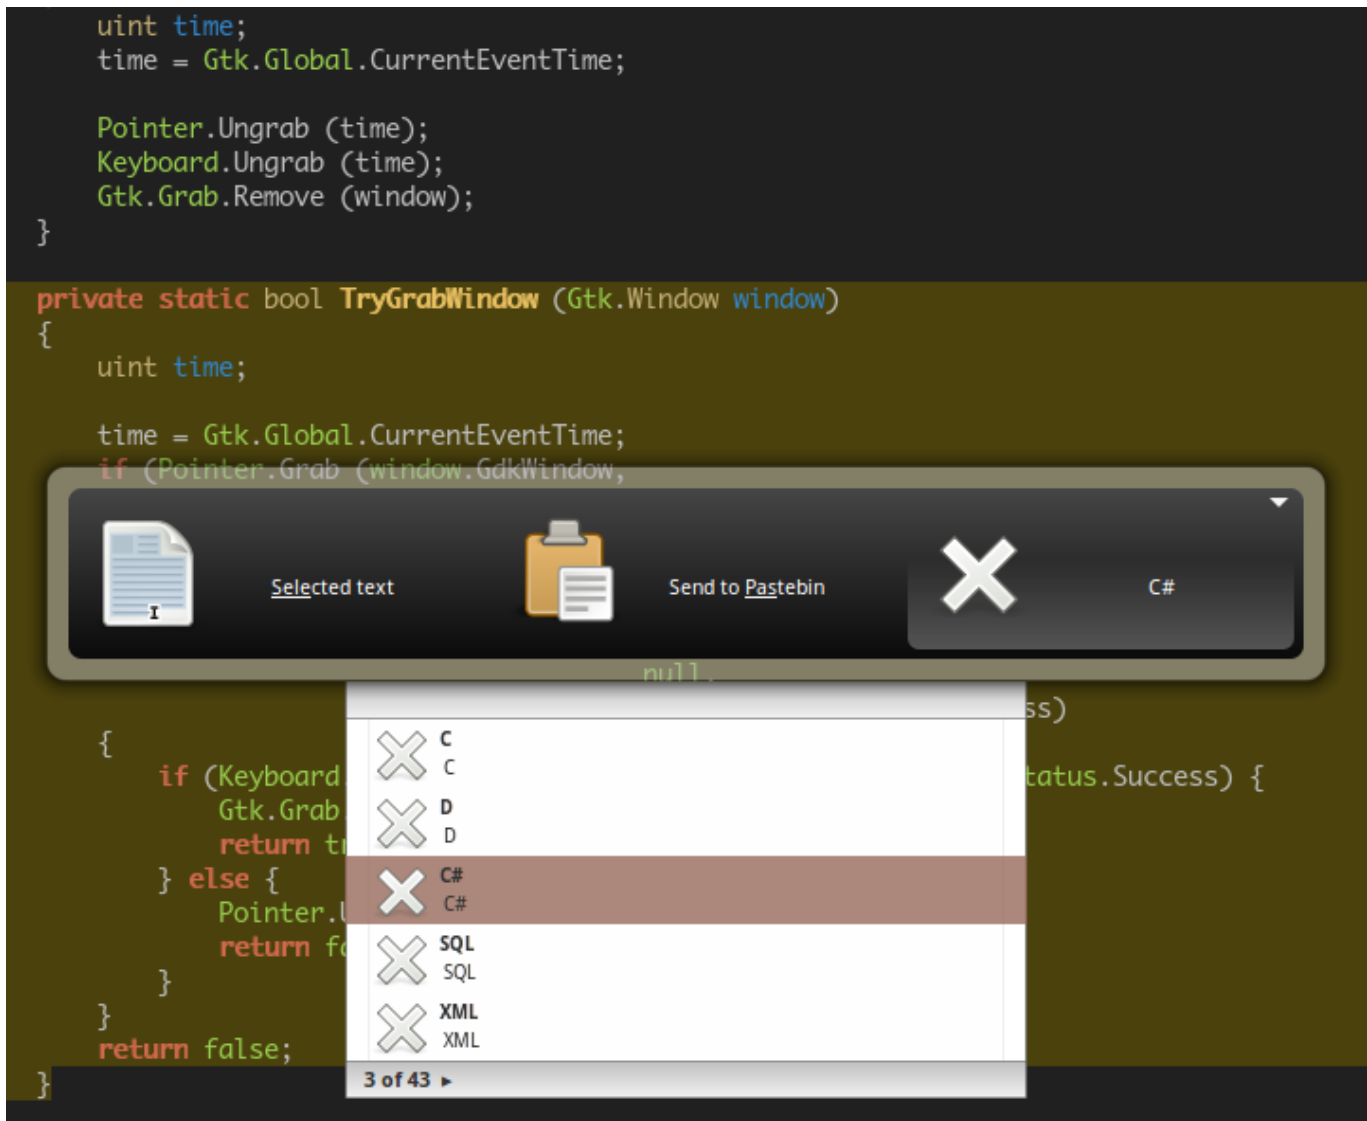 uint time;
time = Gtk.Global.CurrentEventTime;
Pointer.Ungrab (time);
Keyboard.Ungrab (time);
Gtk.Grab.Remove (window);
}
private static bool TryGrabWindow (Gtk.Window window)
{
uint time;
time = Gtk.Global.CurrentEventTime;
if (Pointer.Grab (window.GdkWindow,
Selected text
Send to Pastebin
C#
null,
ss)
{
if (Keyboard. tatus.Success) {
Gtk.Grab
return
} else {
Pointer.
return
}
}
return false;
}
C
C
D
D
C#
C#
SQL
SQL
XML
XML
3 of 43 ▸